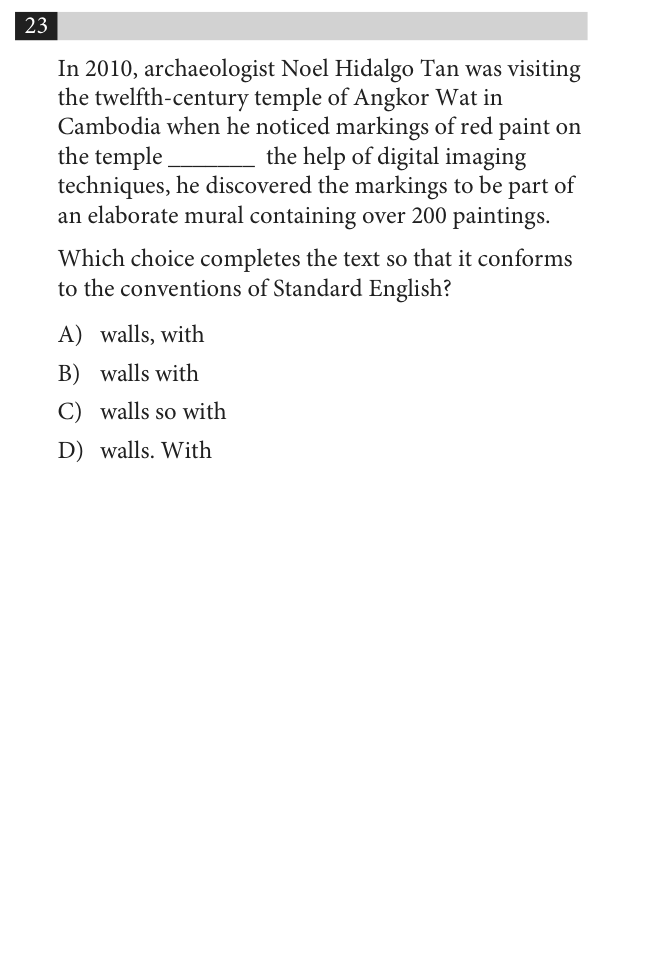 23
In 2010, archaeologist Noel Hidalgo Tan was visiting
the twelfth-century temple of Angkor Wat in
Cambodia when he noticed markings of red paint on
the temple _______ the help of digital imaging
techniques, he discovered the markings to be part of
an elaborate mural containing over 200 paintings.
Which choice completes the text so that it conforms
to the conventions of Standard English?
A) walls, with
B) walls with
C) walls so with
D) walls. With